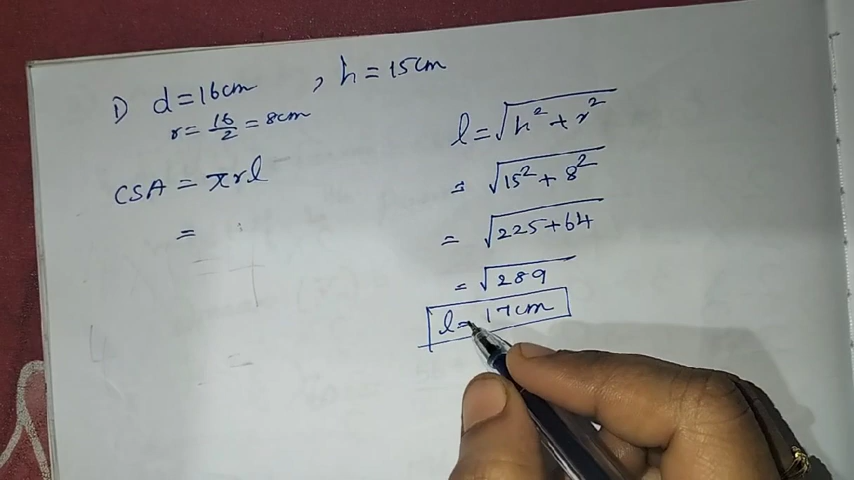 1) d=16cm , h=15cm
r=16/2=8cm
CSA = πrl
=
l=√h²+r²
= √15²+8²
= √225+64
= √289
l=17cm